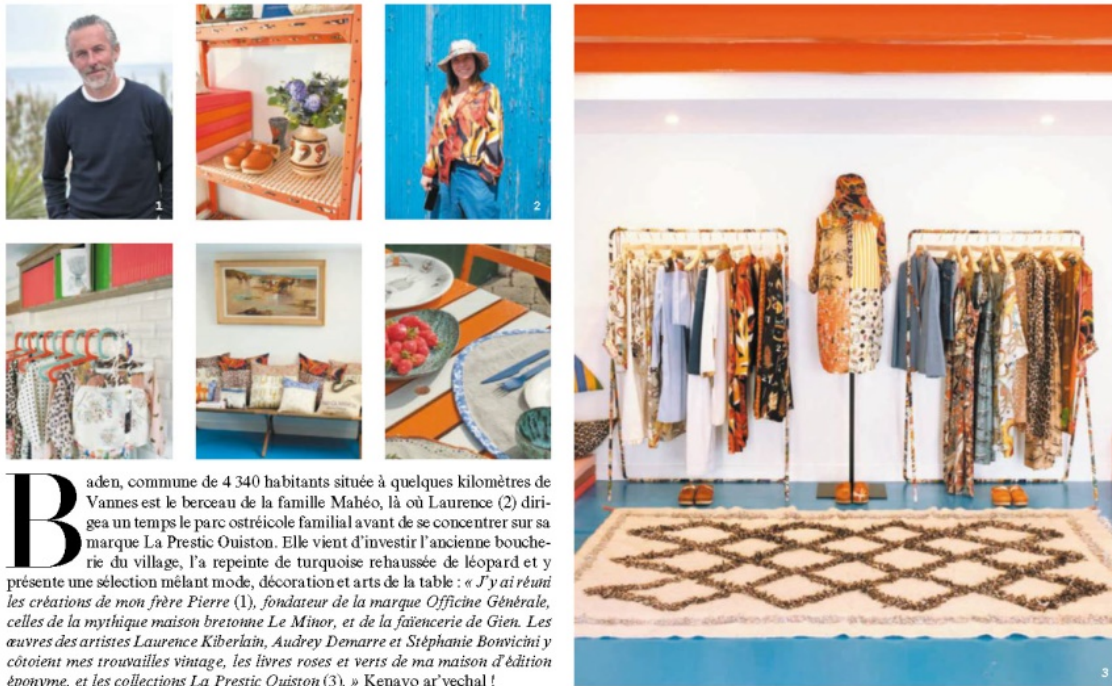 1
2
3
Baden, commune de 4 340 habitants située à quelques kilomètres de
Vannes est le berceau de la famille Mahéo, là où Laurence (2) diri-
gea un temps le parc ostréicole familial avant de se concentrer sur sa
marque La Prestic Ouiston. Elle vient d'investir l'ancienne bouche-
rie du village, l'a repeinte de turquoise rehaussée de léopard et y
présente une sélection mêlant mode, décoration et arts de la table : « J'y ai réuni
les créations de mon frère Pierre (1), fondateur de la marque Officine Générale,
celles de la mythique maison bretonne Le Minor, et de la faïencerie de Gien. Les
œuvres des artistes Laurence Kiberlain, Audrey Demarre et Stéphanie Bonvicini y
côtoient mes trouvailles vintage, les livres roses et verts de ma maison d'édition
éponyme, et les collections La Prestic Ouiston (3). » Kenavo ar'vechal !